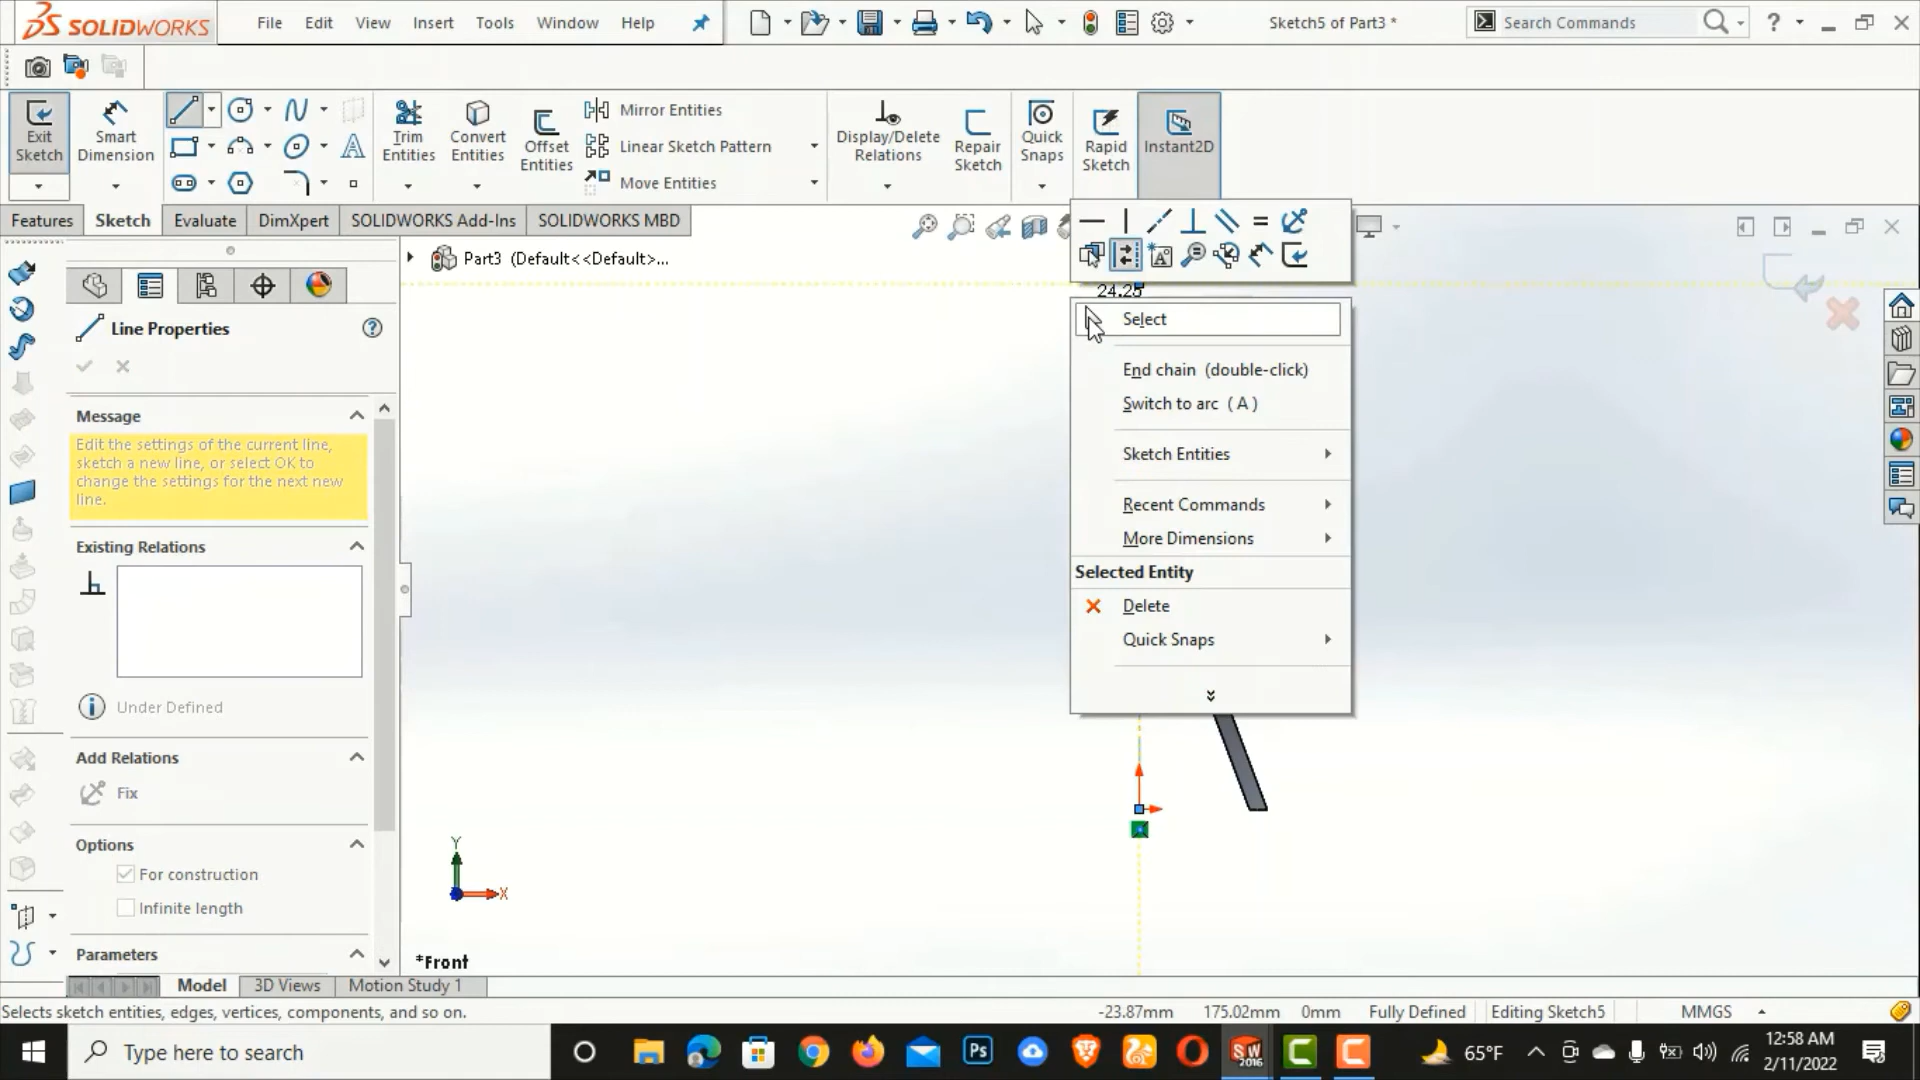 SOLIDWORKS File Edit View Insert Tools Window Help Sketch5 of Part3 * Search Commands ?
Exit Sketch
Smart Dimension
Trim Entities
Convert Entities
Offset Entities
Mirror Entities
Linear Sketch Pattern
Move Entities
Display/Delete Relations
Repair Sketch
Quick Snaps
Rapid Sketch
Instant2D
Features Sketch Evaluate DimXpert SOLIDWORKS Add-Ins SOLIDWORKS MBD
Part3 (Default<<Default>...
Line Properties
Message
Edit the settings of the current line,
sketch a new line, or select OK to
change the settings for the next new
line.
Existing Relations
Under Defined
Add Relations
Fix
Options
For construction
Infinite length
Parameters
24.25
Select
End chain (double-click)
Switch to arc ( A )
Sketch Entities
Recent Commands
More Dimensions
Selected Entity
Delete
Quick Snaps
Y
X
*Front
Model 3D Views Motion Study 1
Selects sketch entities, edges, vertices, components, and so on. -23.87mm 175.02mm 0mm Fully Defined Editing Sketch5 MMGS
Type here to search
Ps
SW
2016
65°F
12:58 AM
2/11/2022